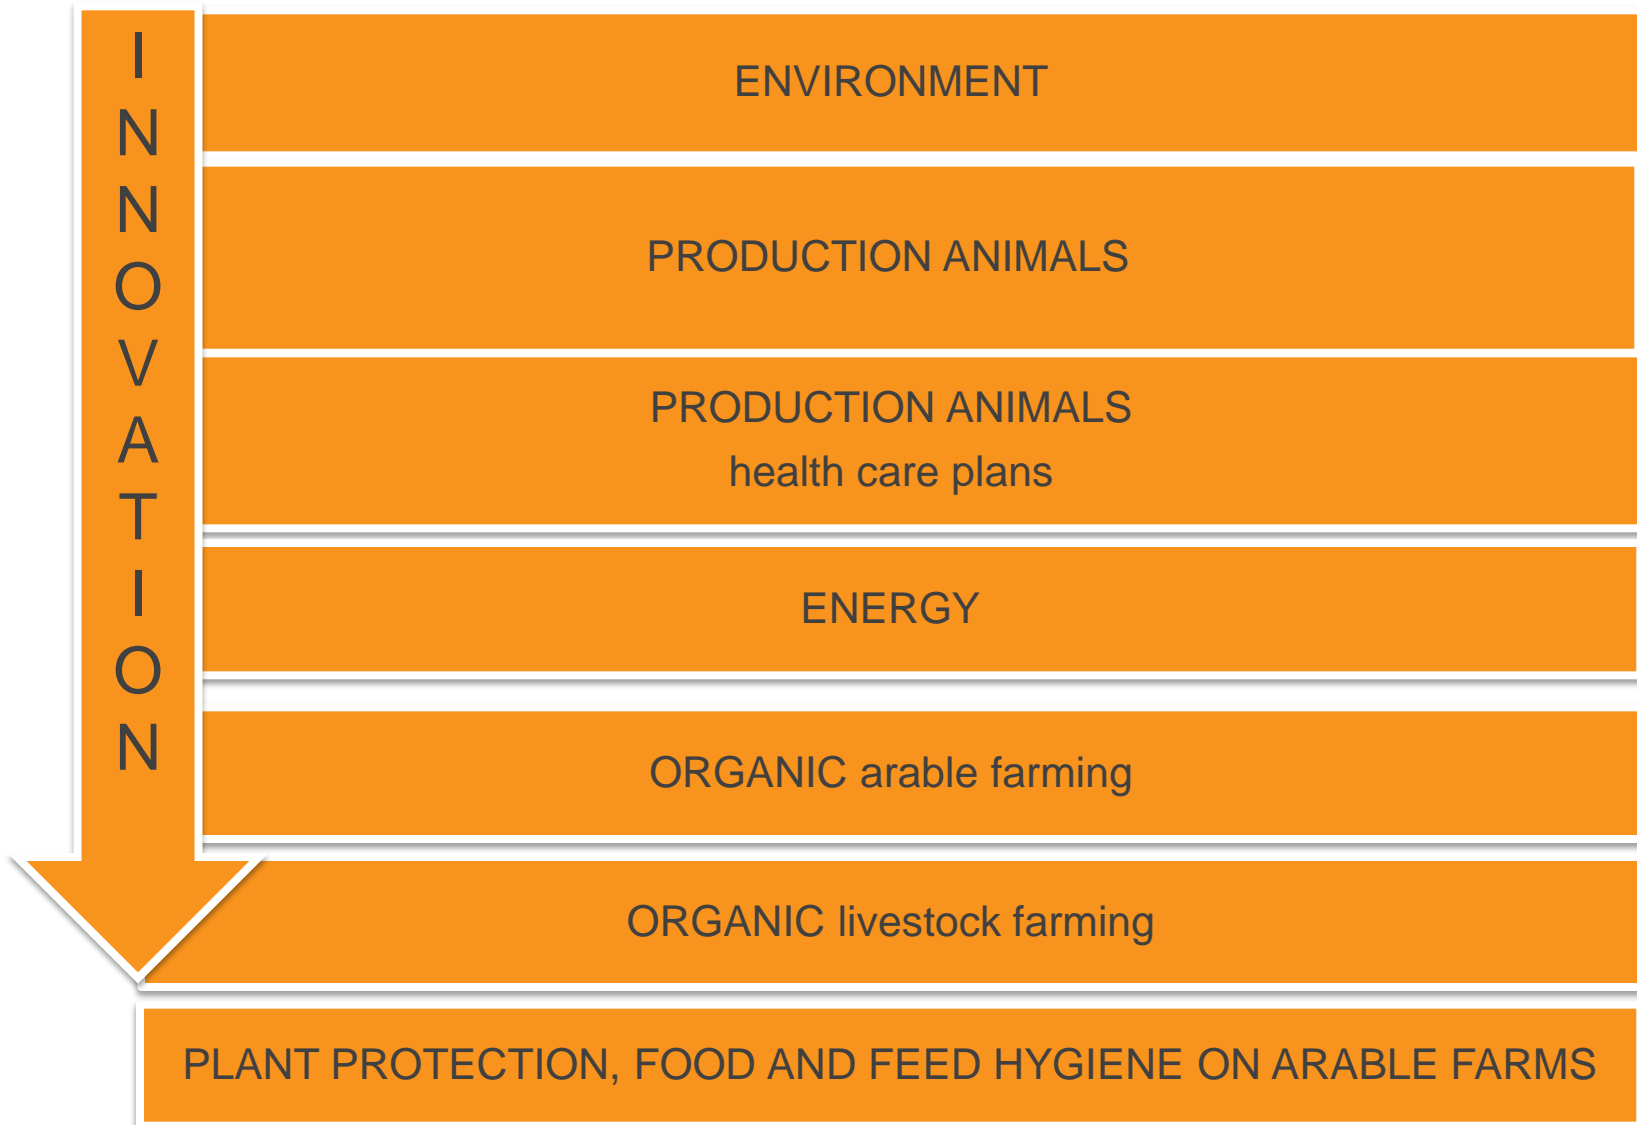 INNOVATION
ENVIRONMENT
PRODUCTION ANIMALS
PRODUCTION ANIMALS
health care plans
ENERGY
ORGANIC arable farming
ORGANIC livestock farming
PLANT PROTECTION, FOOD AND FEED HYGIENE ON ARABLE FARMS